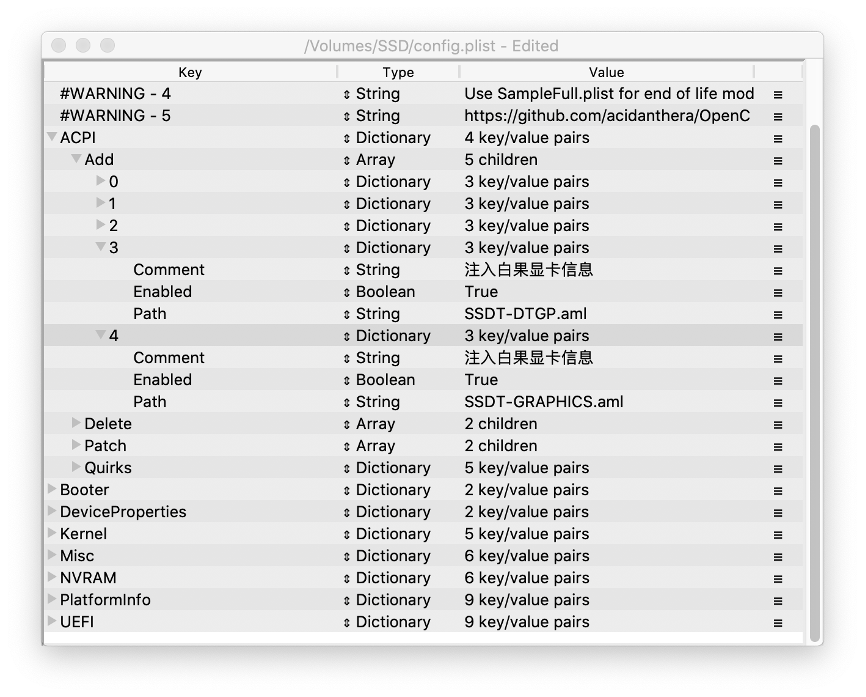 /Volumes/SSD/config.plist - Edited
Key Type Value
#WARNING - 4 String Use SampleFull.plist for end of life mod
#WARNING - 5 String https://github.com/acidanthera/OpenC
ACPI Dictionary 4 key/value pairs
Add Array 5 children
0 Dictionary 3 key/value pairs
1 Dictionary 3 key/value pairs
2 Dictionary 3 key/value pairs
3 Dictionary 3 key/value pairs
Comment String 注入白果显卡信息
Enabled Boolean True
Path String SSDT-DTGP.aml
4 Dictionary 3 key/value pairs
Comment String 注入白果显卡信息
Enabled Boolean True
Path String SSDT-GRAPHICS.aml
Delete Array 2 children
Patch Array 2 children
Quirks Dictionary 5 key/value pairs
Booter Dictionary 2 key/value pairs
DeviceProperties Dictionary 2 key/value pairs
Kernel Dictionary 5 key/value pairs
Misc Dictionary 6 key/value pairs
NVRAM Dictionary 6 key/value pairs
PlatformInfo Dictionary 9 key/value pairs
UEFI Dictionary 9 key/value pairs